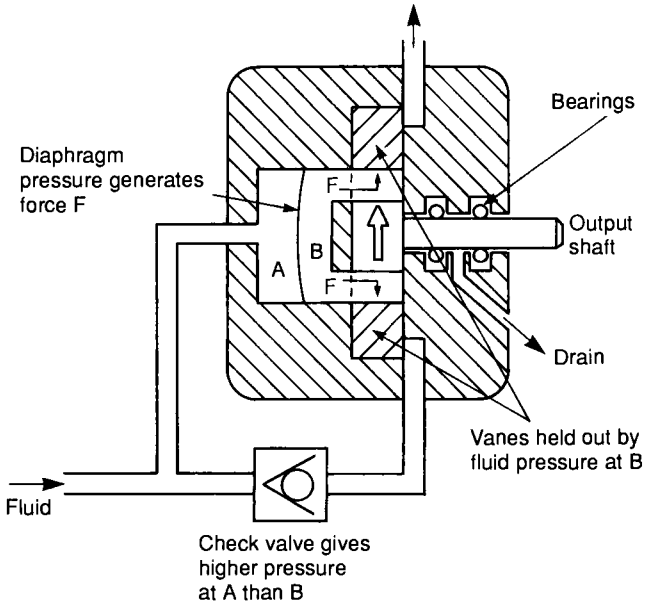 Bearings
Diaphragm
pressure generates
force F
F
Output
shaft
A
B
F
Drain
Vanes held out by
fluid pressure at B
Fluid
Check valve gives
higher pressure
at A than B